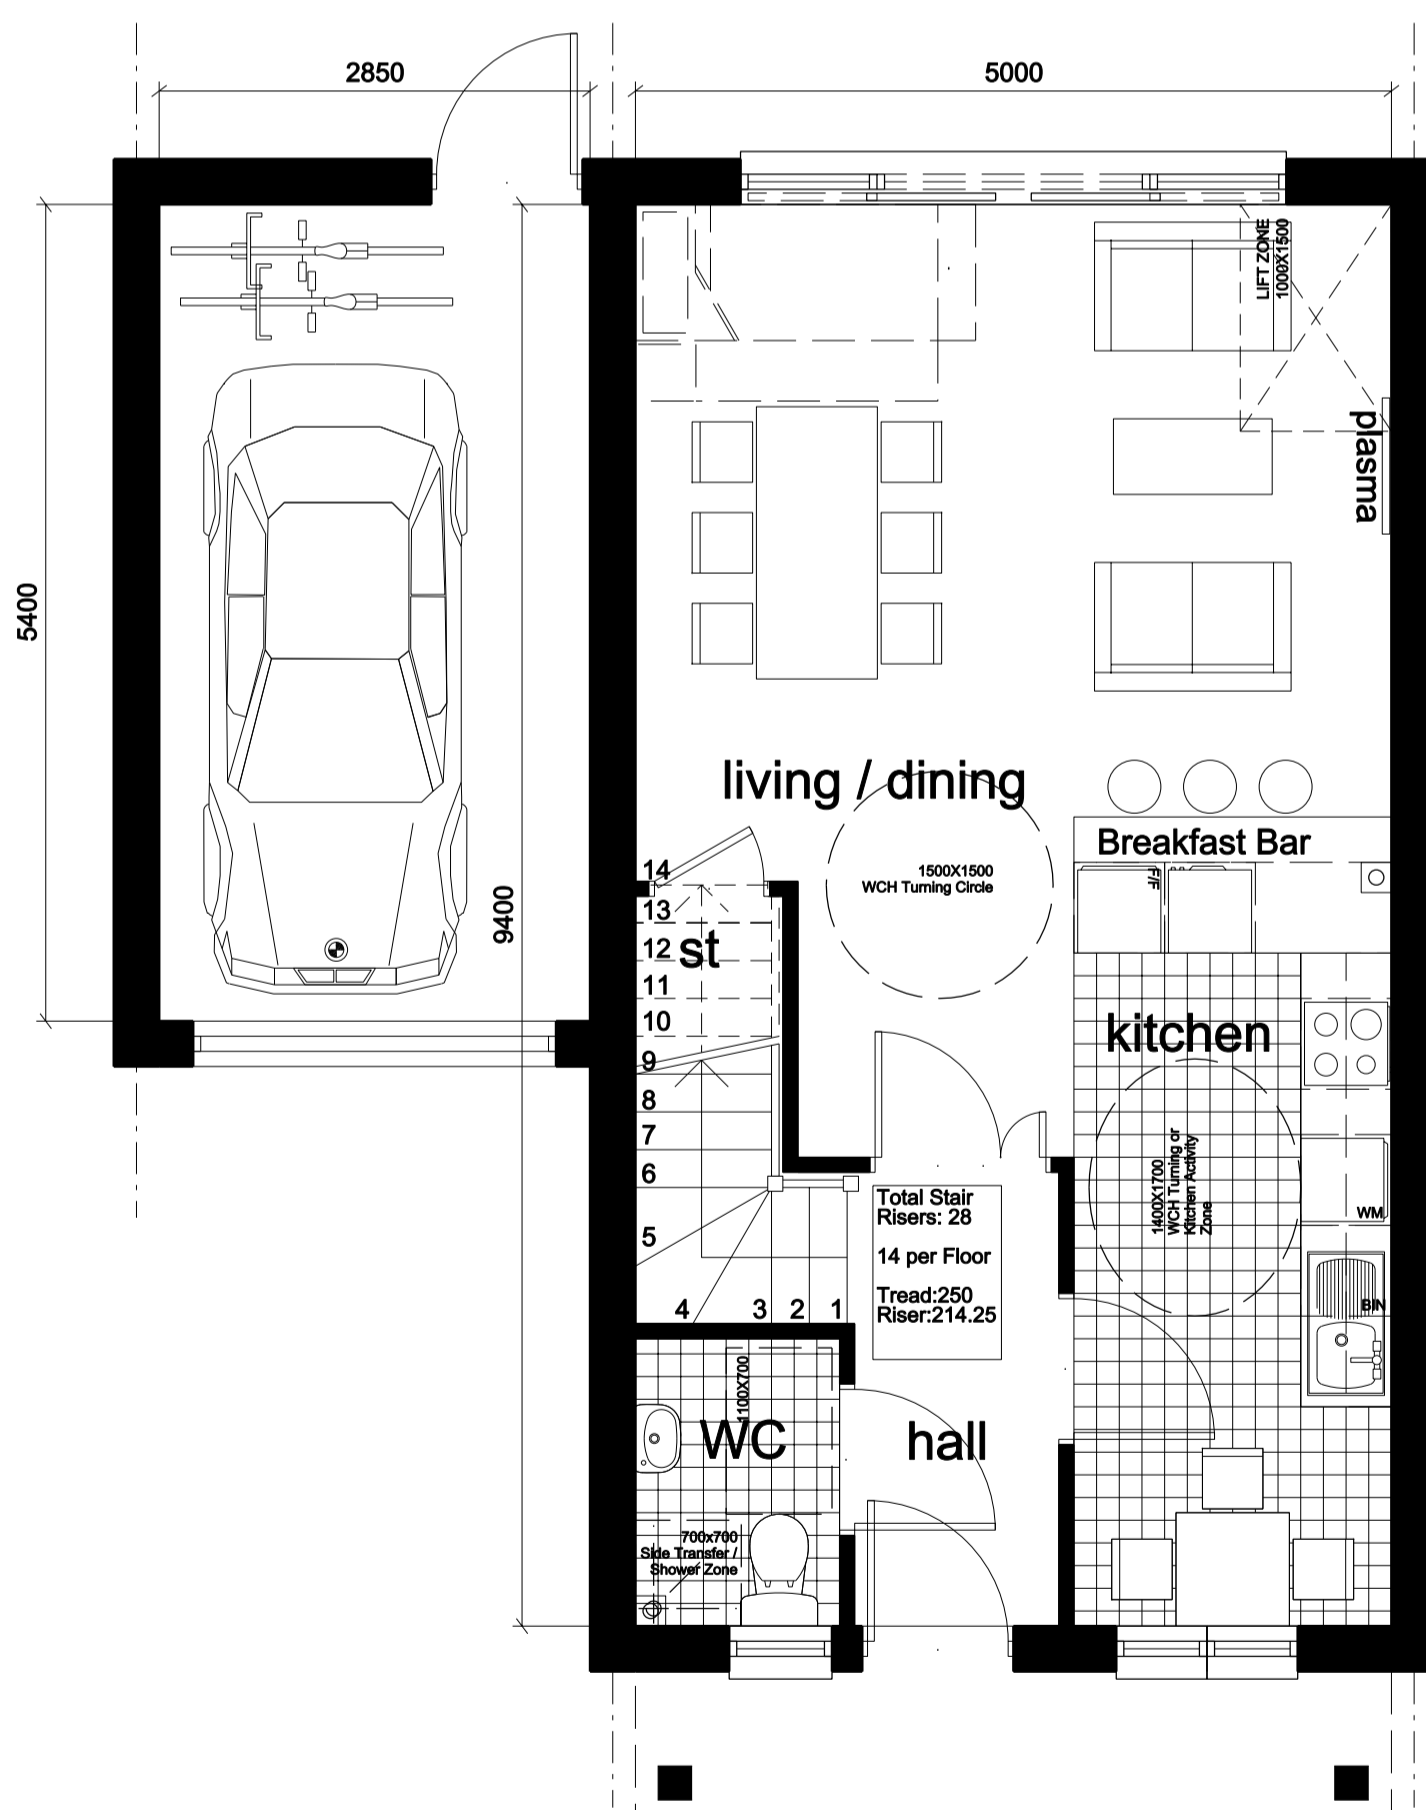 2850
5000
LIFT ZONE
1000X1500
plasma
5400
9400
living / dining
Breakfast Bar
1500X1500
WCH Turning Circle
F/F
14
13
12
st
11
10
9
8
7
6
5
4
3
2
1
kitchen
1400X1700
WCH Turning or
Kitchen Activity
Zone
WM
BIN
Total Stair
Risers: 28
14 per Floor
Tread:250
Riser:214.25
1100X700
WC
hall
700x700
Side Transfer /
Shower Zone